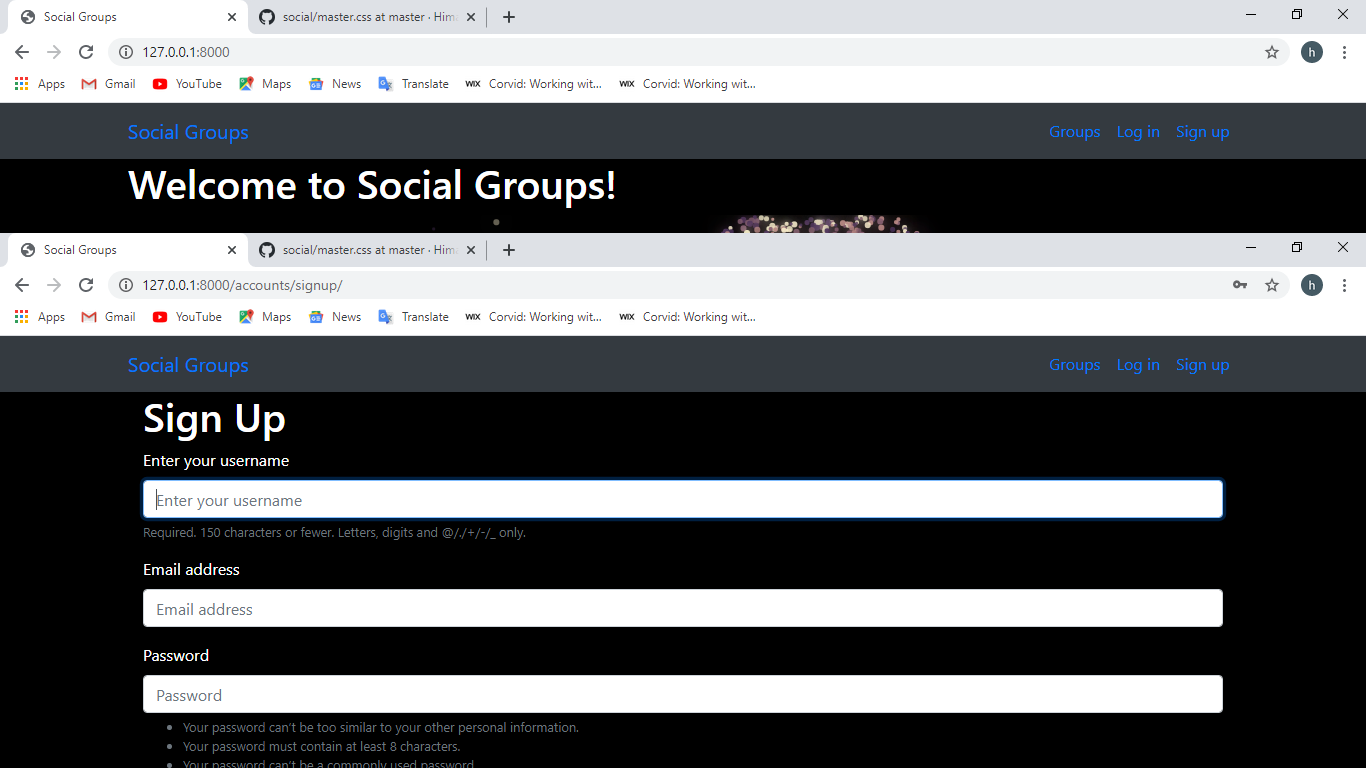 Social Groups
social/master.css at master · Him
127.0.0.1:8000
h
Apps Gmail YouTube Maps News Translate WIX Corvid: Working wit... WIX Corvid: Working wit...
Social Groups Groups Log in Sign up
Welcome to Social Groups!
Social Groups
social/master.css at master · Him
127.0.0.1:8000/accounts/signup/
h
Apps Gmail YouTube Maps News Translate WIX Corvid: Working wit... WIX Corvid: Working wit...
Social Groups Groups Log in Sign up
Sign Up
Enter your username
Enter your username
Required. 150 characters or fewer. Letters, digits and @/./+/-/_ only.
Email address
Email address
Password
Password
Your password can't be too similar to your other personal information.
Your password must contain at least 8 characters.
Your password can't be a commonly used password.